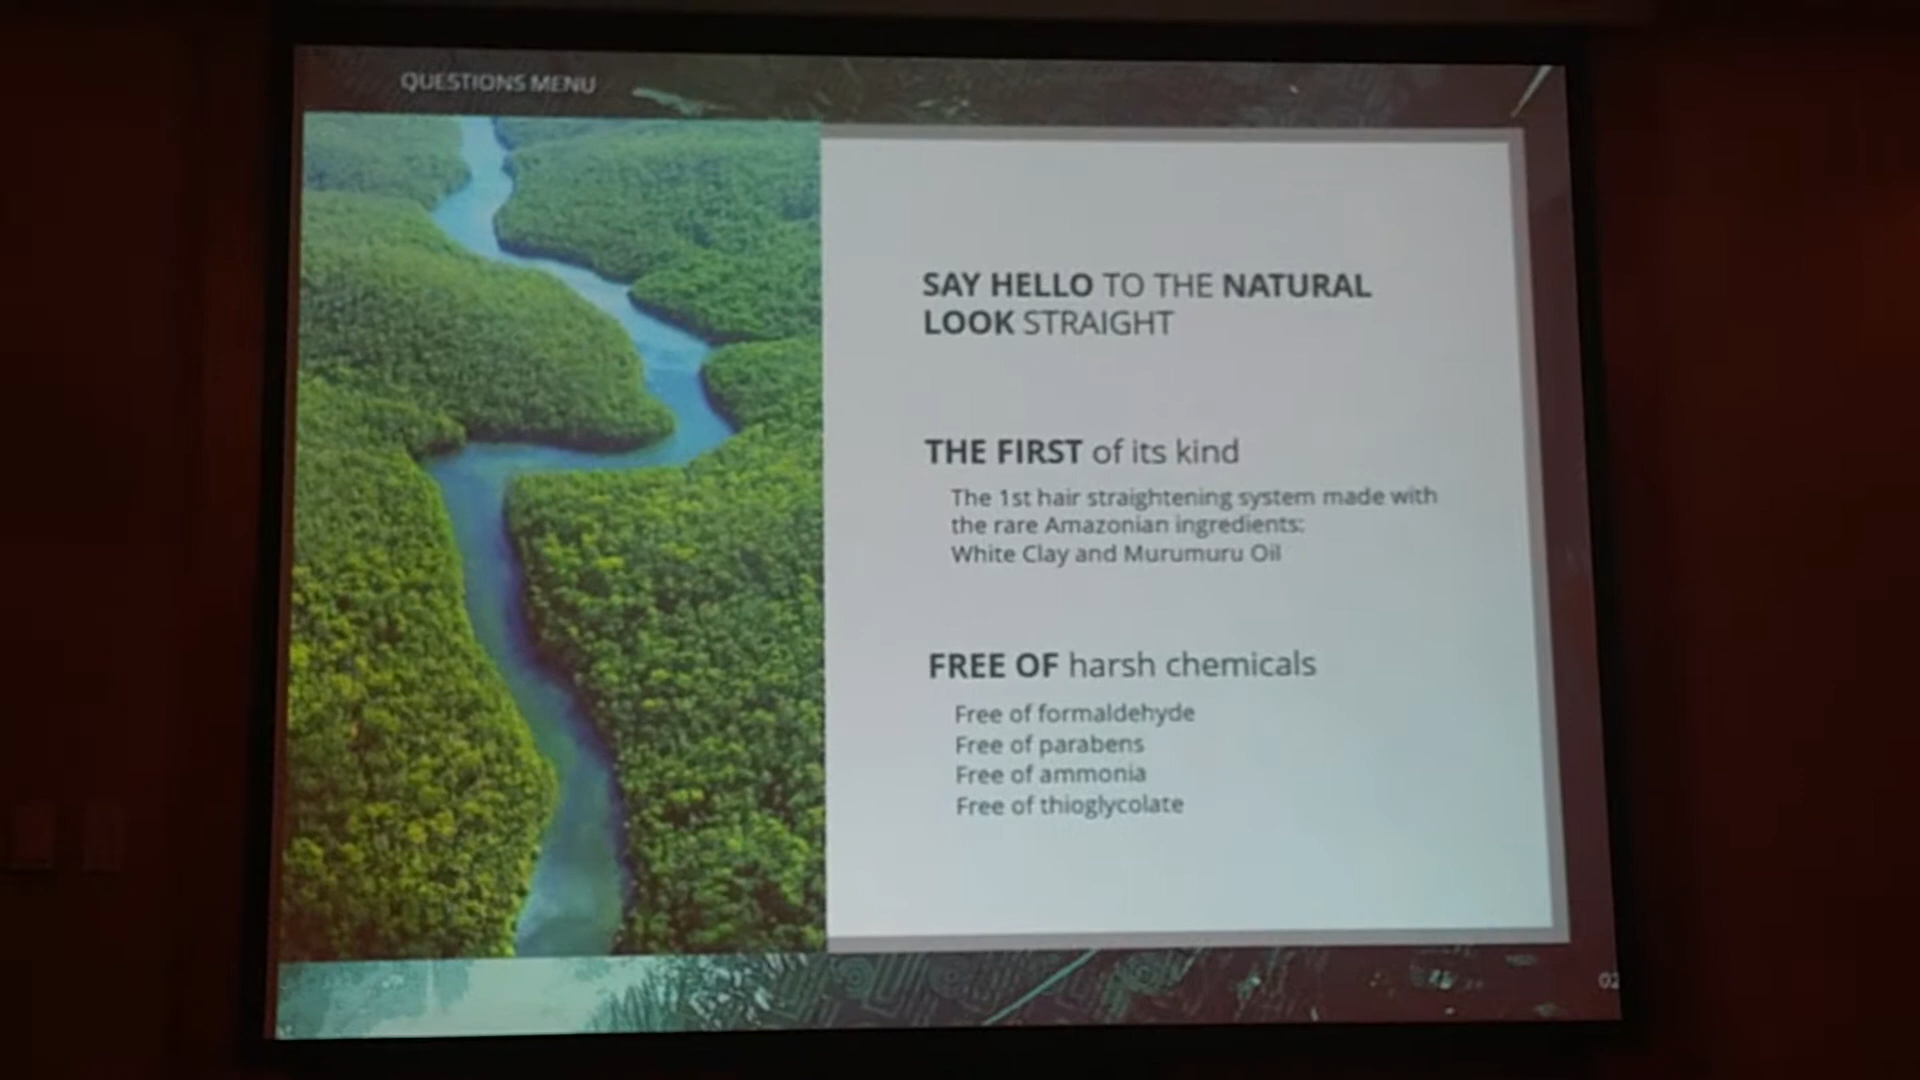 QUESTIONS MENU
SAY HELLO TO THE NATURAL
LOOK STRAIGHT
THE FIRST of its kind
The 1st hair straightening system made with
the rare Amazonian ingredients:
White Clay and Murumuru Oil
FREE OF harsh chemicals
Free of formaldehyde
Free of parabens
Free of ammonia
Free of thioglycolate
02